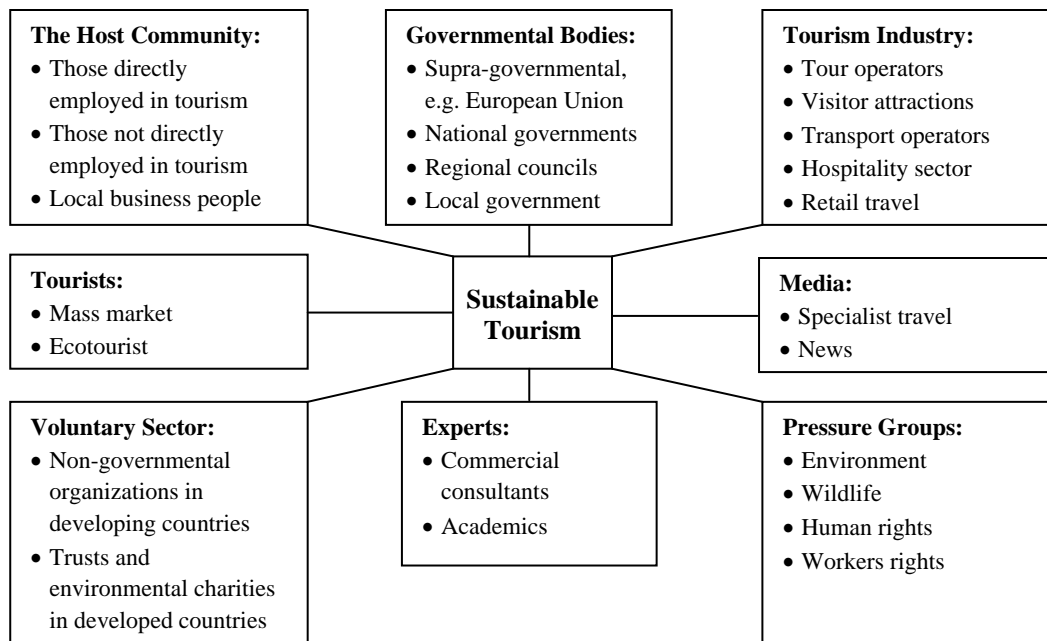 The Host Community:
• Those directly
employed in tourism
• Those not directly
employed in tourism
• Local business people
Governmental Bodies:
• Supra-governmental,
e.g. European Union
• National governments
• Regional councils
• Local government
Tourism Industry:
• Tour operators
• Visitor attractions
• Transport operators
• Hospitality sector
• Retail travel
Tourists:
• Mass market
• Ecotourist
Sustainable
Tourism
Media:
• Specialist travel
• News
Voluntary Sector:
• Non-governmental
organizations in
developing countries
• Trusts and
environmental charities
in developed countries
Experts:
• Commercial
consultants
• Academics
Pressure Groups:
• Environment
• Wildlife
• Human rights
• Workers rights